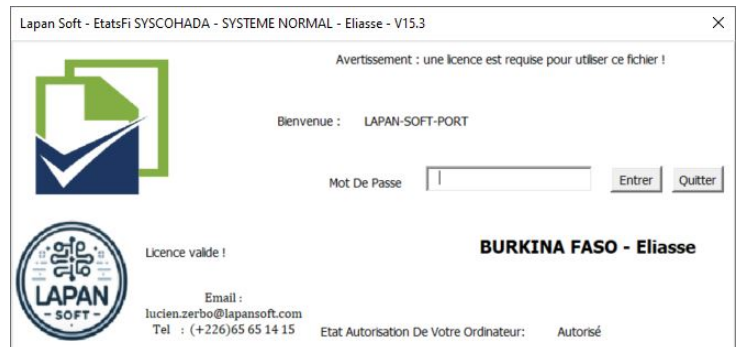 Lapan Soft - EtatsFi SYSCOHADA - SYSTEME NORMAL - Eliasse - V15.3
Avertissement : une licence est requise pour utiliser ce fichier !
Bienvenue : LAPAN-SOFT-PORT
Mot De Passe Entrer Quitter
LAPAN
- SOFT -
Licence valide !
BURKINA FASO - Eliasse
Email :
lucien.zerbo@lapansoft.com
Tel : (+226)65 65 14 15
Etat Autorisation De Votre Ordinateur: Autorisé